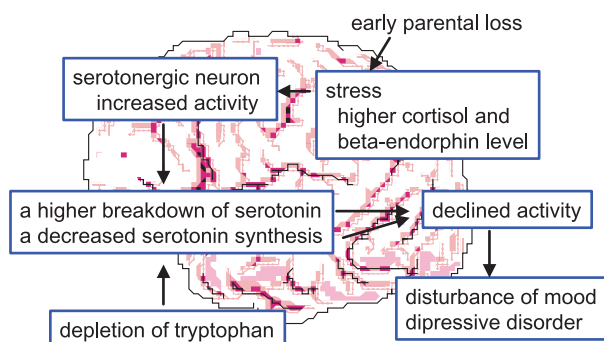 early parental loss
serotonergic neuron
increased activity
stress
higher cortisol and
beta-endorphin level
a higher breakdown of serotonin
a decreased serotonin synthesis
declined activity
depletion of tryptophan
disturbance of mood
dipressive disorder